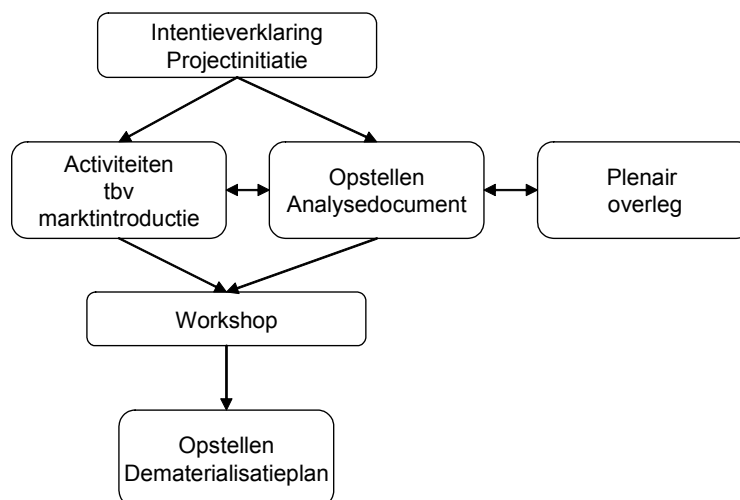 Intentieverklaring
Projectinitiatie
Activiteiten
tbv
marktintroductie
Opstellen
Analysedocument
Plenair
overleg
Workshop
Opstellen
Dematerialisatieplan